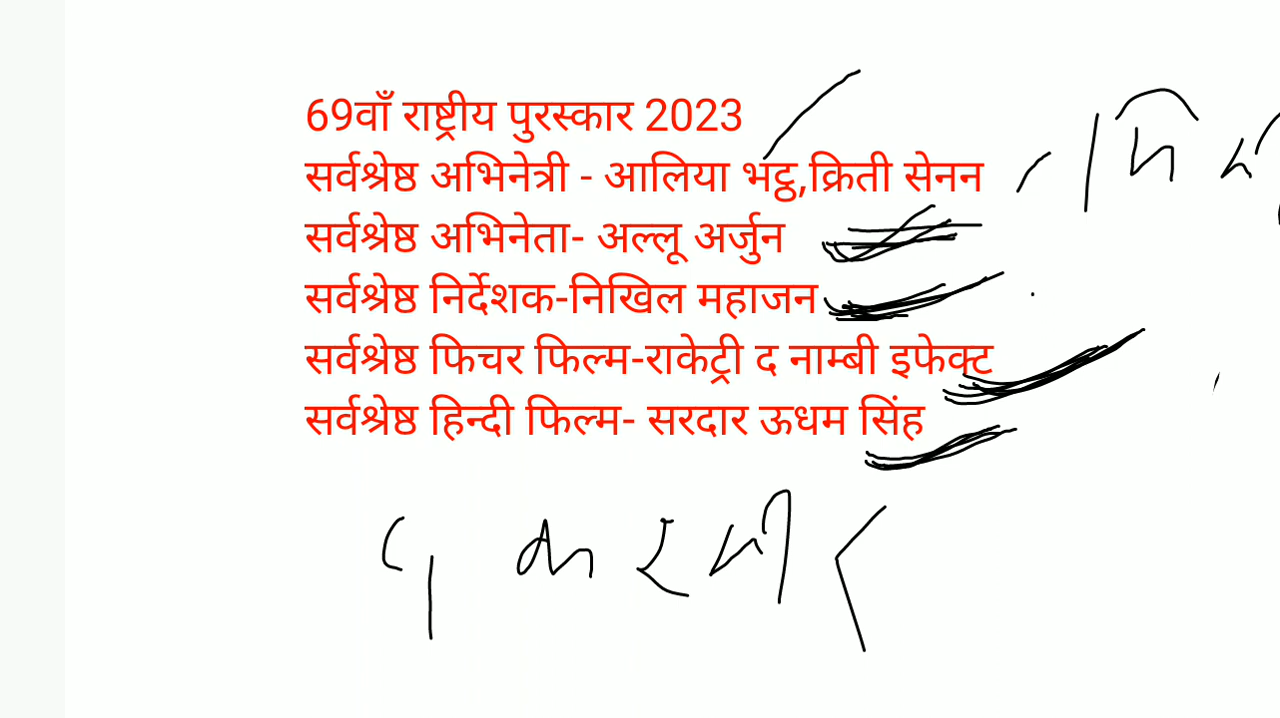 69वाँ राष्ट्रीय पुरस्कार 2023
सर्वश्रेष्ठ अभिनेत्री - आलिया भट्ठ,क्रिती सेनन
सर्वश्रेष्ठ अभिनेता- अल्लू अर्जुन
सर्वश्रेष्ठ निर्देशक-निखिल महाजन
सर्वश्रेष्ठ फिचर फिल्म-राकेट्री द नाम्बी इफेक्ट
सर्वश्रेष्ठ हिन्दी फिल्म- सरदार ऊधम सिंह